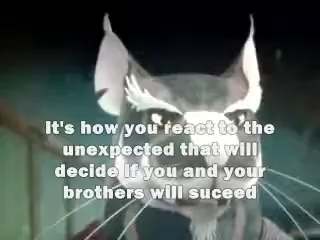 It's how you react to the
unexpected that will
decide if you and your
brothers will suceed